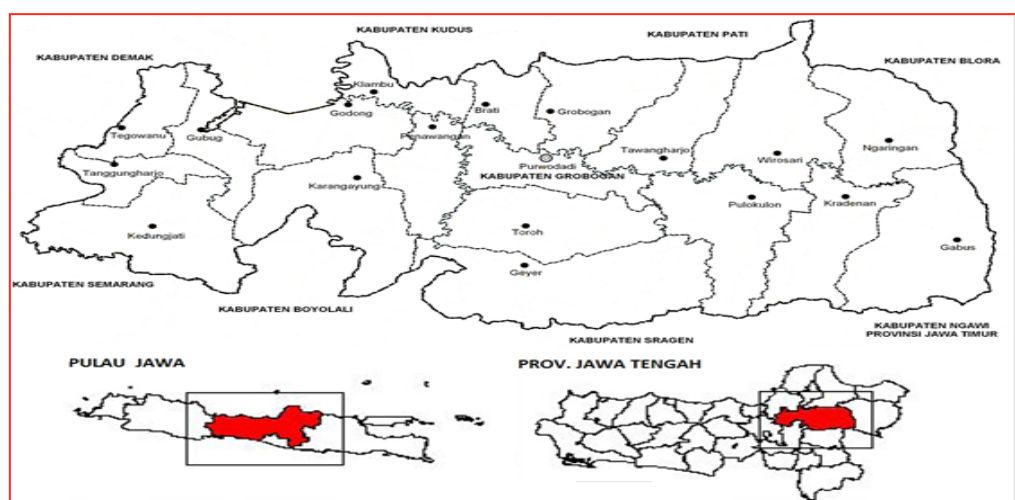 KABUPATEN KUDUS
KABUPATEN PATI
KABUPATEN DEMAK
KABUPATEN BLORA
Klambu
Godong
Brati
Grobogan
Tegowanu
Gubug
Penawangan
Ngaringan
Tawangharjo
Wirosari
Purwodadi
Tanggungharjo
KABUPATEN GROBOGAN
Karangayung
Pulokulon
Kradenan
Kedungjati
Toroh
Gabus
Geyer
KABUPATEN SEMARANG
KABUPATEN BOYOLALI
KABUPATEN NGAWI
PROVINSI JAWA TIMUR
KABUPATEN SRAGEN
PULAU JAWA
PROV. JAWA TENGAH